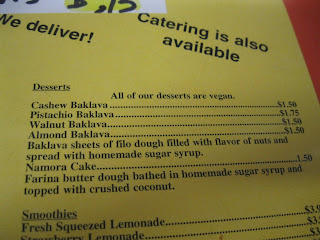 We deliver!
Catering is also
available
Desserts
All of our desserts are vegan.
Cashew Baklava.....$1.50
Pistachio Baklava.....$1.75
Walnut Baklava.....$1.50
Almond Baklava.....$1.50
Baklava sheets of filo dough filled with flavor of nuts and
spread with homemade sugar syrup.
Namora Cake.....1.50
Farina butter dough bathed in homemade sugar syrup and
topped with crushed coconut.
Smoothies
Fresh Squeezed Lemonade
Strawberry Lemonade